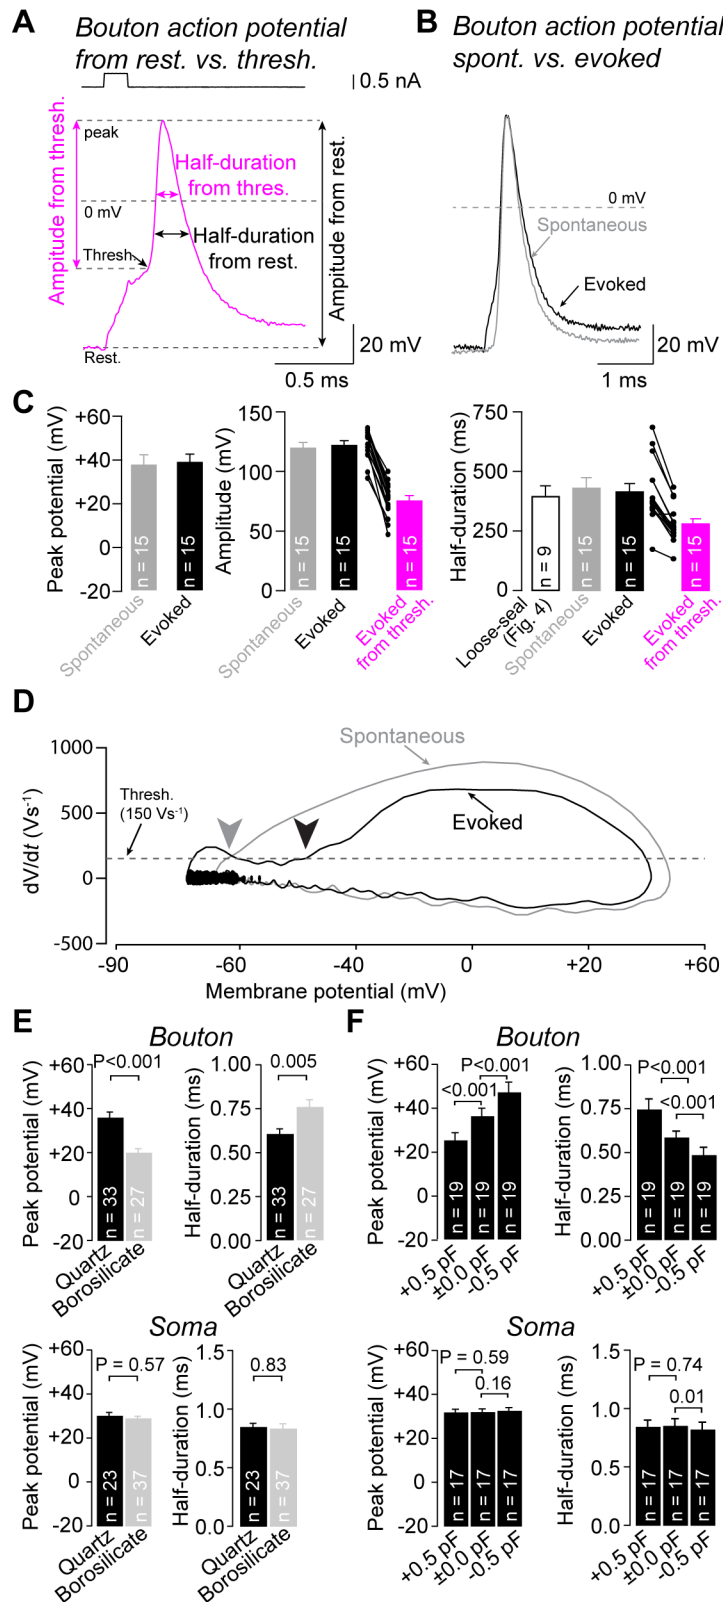 A
Bouton action potential
from rest. vs. thresh.
0.5 nA
Ampitude from thresh.
peak
Half-duration
from thres.
0 mV
Thresh.
Half-duration
from rest.
Amplitude from rest.
Rest.
20 mV
0.5 ms
B
Bouton action potential
spont. vs. evoked
0 mV
Spontaneous
Evoked
20 mV
1 ms
C
Peak potential (mV)
+60
+40
+20
0
-20
n = 15
n = 15
Spontaneous
Evoked
Amplitude (mV)
150
100
50
0
n = 15
n = 15
n = 15
Spontaneous
Evoked
Evoked
from thresh.
Half-duration (ms)
750
500
250
0
n = 9
n = 15
n = 15
n = 15
Loose-seal
(Fig. 4)
Spontaneous
Evoked
Evoked
from thresh.
D
dV/dt (Vs⁻¹)
1000
500
0
-500
Thresh.
(150 Vs⁻¹)
Spontaneous
Evoked
-90
-60
-40
0
+20
+60
Membrane potential (mV)
E
Bouton
Peak potential (mV)
+60
+40
+20
0
-20
P<0.001
n = 33
n = 27
Quartz
Borosilicate
Half-duration (ms)
1.00
0.75
0.50
0.25
0.00
0.005
n = 33
n = 27
Quartz
Borosilicate
Soma
Peak potential (mV)
+60
+40
+20
0
-20
P = 0.57
n = 23
n = 37
Quartz
Borosilicate
Half-duration (ms)
1.5
1.0
0.5
0.0
0.83
n = 23
n = 37
Quartz
Borosilicate
F
Bouton
Peak potential (mV)
+60
+40
+20
0
-20
P<0.001
<0.001
n = 19
n = 19
n = 19
+0.5 pF
±0.0 pF
-0.5 pF
Half-duration (ms)
1.00
0.75
0.50
0.25
0.00
P<0.001
<0.001
n = 19
n = 19
n = 19
+0.5 pF
±0.0 pF
-0.5 pF
Soma
Peak potential (mV)
+60
+40
+20
0
-20
P = 0.59
0.16
n = 17
n = 17
n = 17
+0.5 pF
±0.0 pF
-0.5 pF
Half-duration (ms)
1.5
1.0
0.5
0.0
P = 0.74
0.01
n = 17
n = 17
n = 17
+0.5 pF
±0.0 pF
-0.5 pF